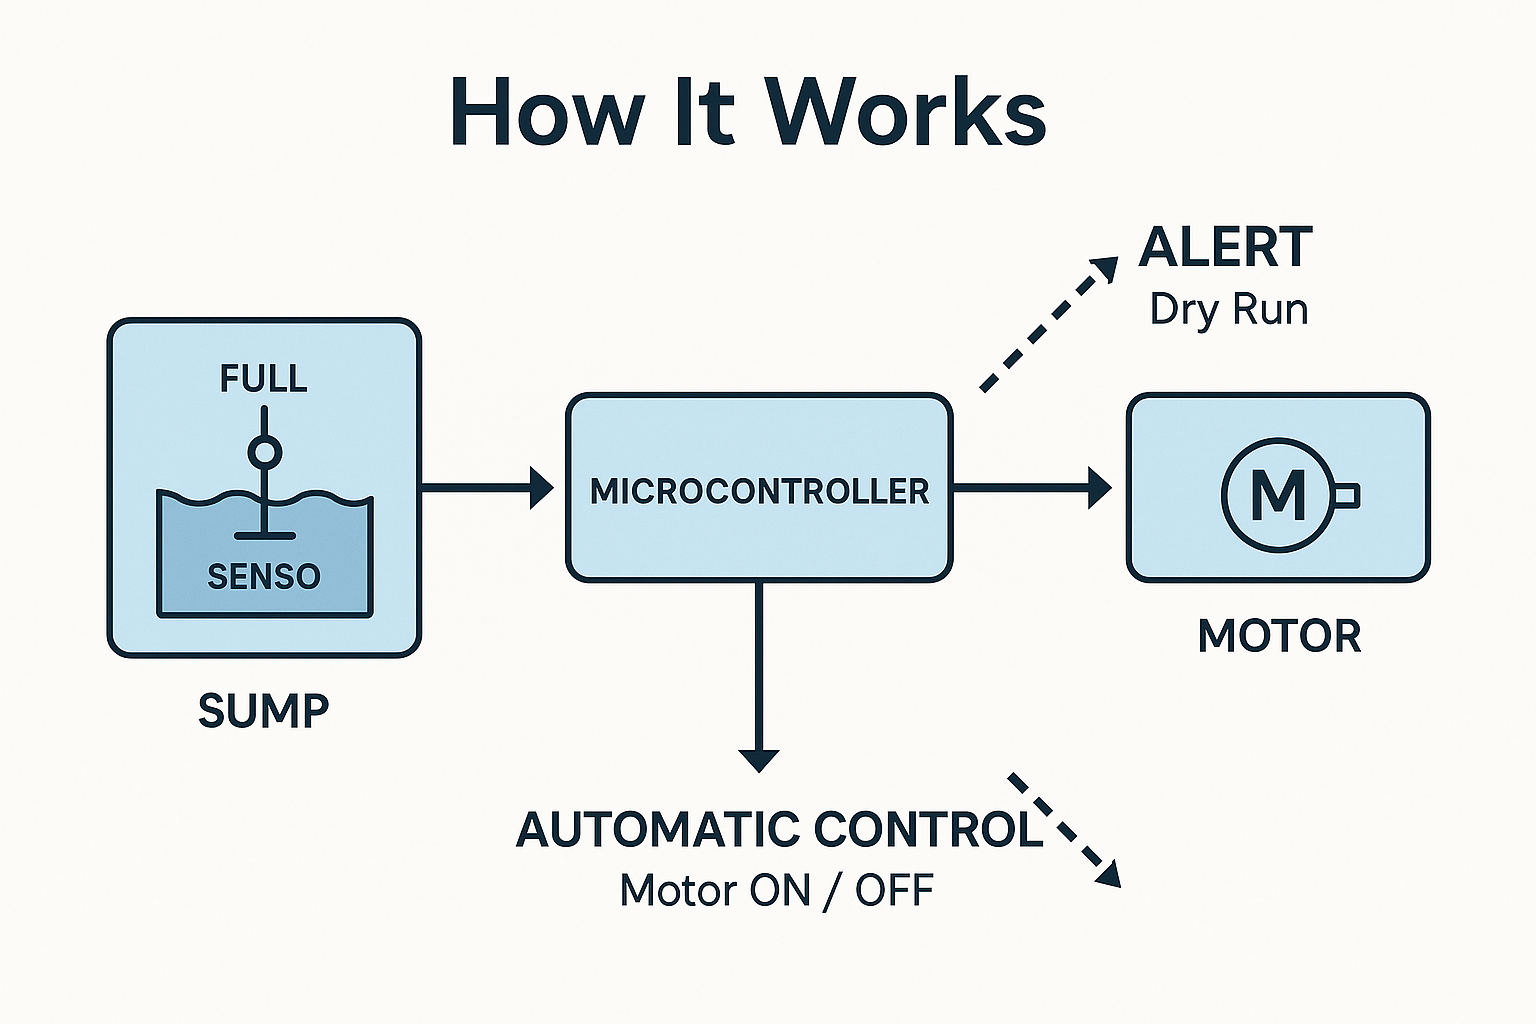 How It Works
ALERT
Dry Run
FULL
SENSO
SUMP
MICROCONTROLLER
M
MOTOR
AUTOMATIC CONTROL
Motor ON / OFF